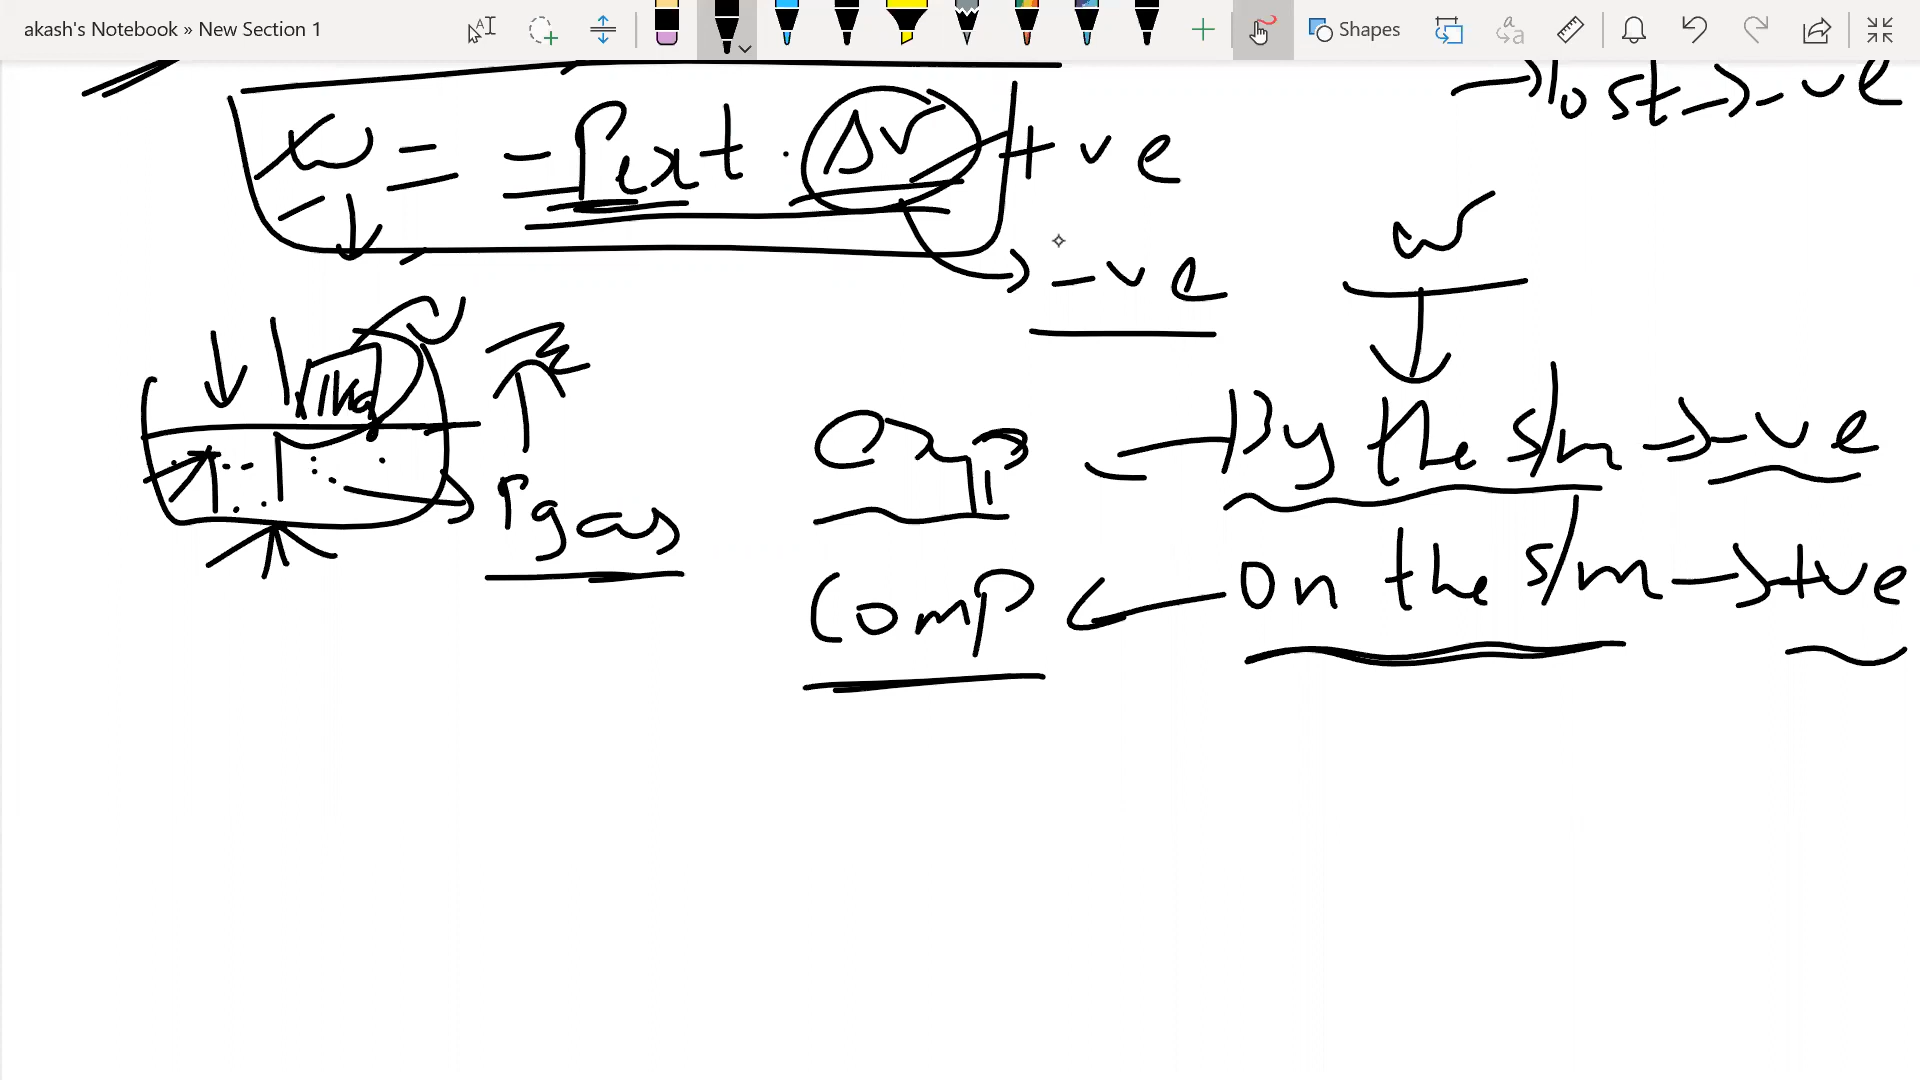 akash's Notebook » New Section 1
Shapes
→ lost → -ve
w = -Pext . ΔV +ve
→ -ve
w
1kg
Exp ← By the s/m → -ve
Pgas
Comp ← on the s/m → +ve